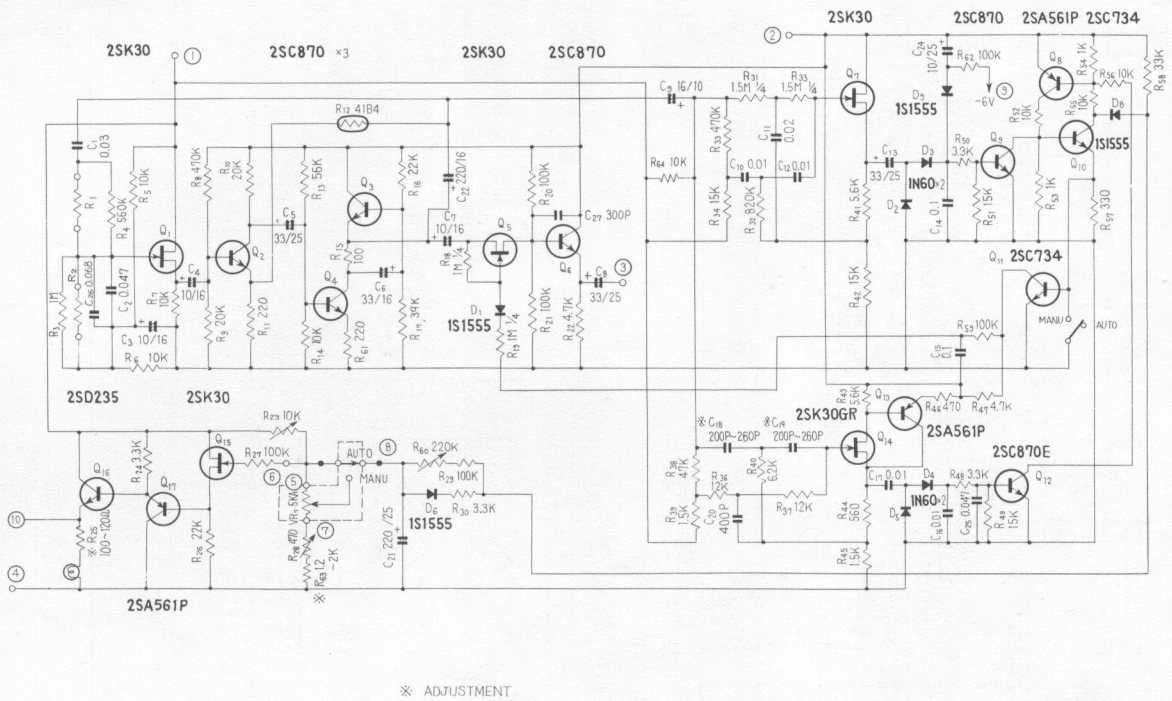 2SK30
2SC870
2SA561P
2SC734
2
2SK30
1
2SC870 ×3
2SK30
2SC870
C24
10/25
R62 100K
Q8
R54 1K
R56 10K
R58 33K
C9 16/10
R31
1.5M ¼
R33
1.5M ¼
Q7
D9
1S1555
9
-6V
R52
10K
R55
10K
D8
1S1555
R12 41B4
C1
0.03
R33 470K
C11
0.02
Q10
R1
R4 560K
R5 10K
R8 470K
R10
20K
R13 56K
Q3
R16 22K
C22 220/16
R20 100K
R64 10K
C10 0.01
C12 0.01
C13
33/25
D3
1N60×2
R50
3.3K
Q9
C7
10/16
Q5
C27 300P
R34 15K
R32 820K
R41 5.6K
D2
C14 0.1
R51
15K
R53 1K
R57 330
Q1
Q2
C5
33/25
R15
100
R18
1M ¼
Q6
C8
33/25
3
C4
10/16
Q4
C6
33/16
D1
1S1555
Q11
2SC734
R3 1M
R2
C26 0.068
C2 0.047
R7
10K
R9 20K
R11 220
R14 10K
R61 220
R17 39K
R19 1M ¼
R21 100K
R22 4.7K
R42 15K
R59 100K
C15
0.1
MANU
AUTO
C3 10/16
R6 10K
2SD235
2SK30
R23 10K
R43
5.6K
Q13
R46 470
R47 4.7K
2SK30GR
2SA561P
※C18
200P~260P
※C19
200P~260P
Q14
2SC870E
Q15
R27 100K
6
AUTO
8
R60 220K
R29 100K
MANU
Q16
R24 3.3K
Q17
5
VR1 5KA
D6
1S1555
R30 3.3K
7
R38
47K
R36
12K
R40
6.2K
R37 12K
C17 0.01
D4
1N60×2
R48 3.3K
Q12
10
※R25
100~120Ω
R26 22K
R28 470
C21 220 /25
R39
1.5K
C20
400P
R44
560
R45
1.5K
D5
C16 0.01
C25 0.047
R49
15K
R63 1.2
-2K
※
4
8
2SA561P
※ ADJUSTMENT